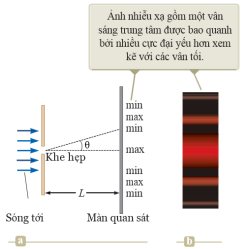 Ảnh nhiễu xạ gồm một vân
sáng trung tâm được bao quanh
bởi nhiều cực đại yếu hơn xem
kẽ với các vân tối.
min
max
min
θ
max
Khe hẹp
min
max
min
L
Sóng tới
Màn quan sát
a
b